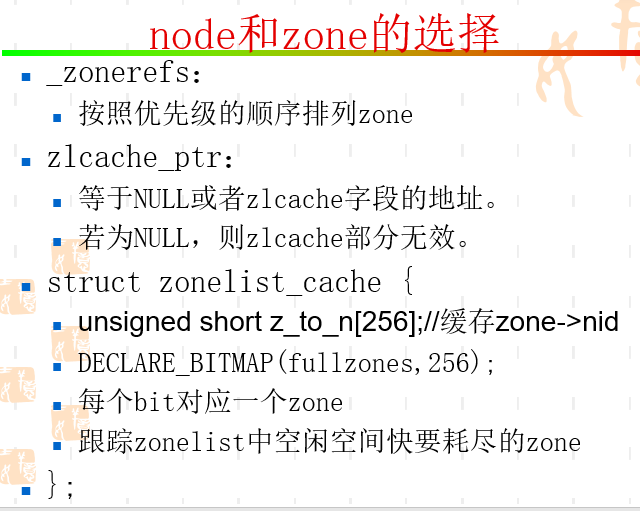 node和zone的选择
_zonerefs：
按照优先级的顺序排列zone
zlcache_ptr：
等于NULL或者zlcache字段的地址。
若为NULL，则zlcache部分无效。
struct zonelist_cache {
unsigned short z_to_n[256];//缓存zone->nid
DECLARE_BITMAP(fullzones,256);
每个bit对应一个zone
跟踪zonelist中空闲空间快要耗尽的zone
};